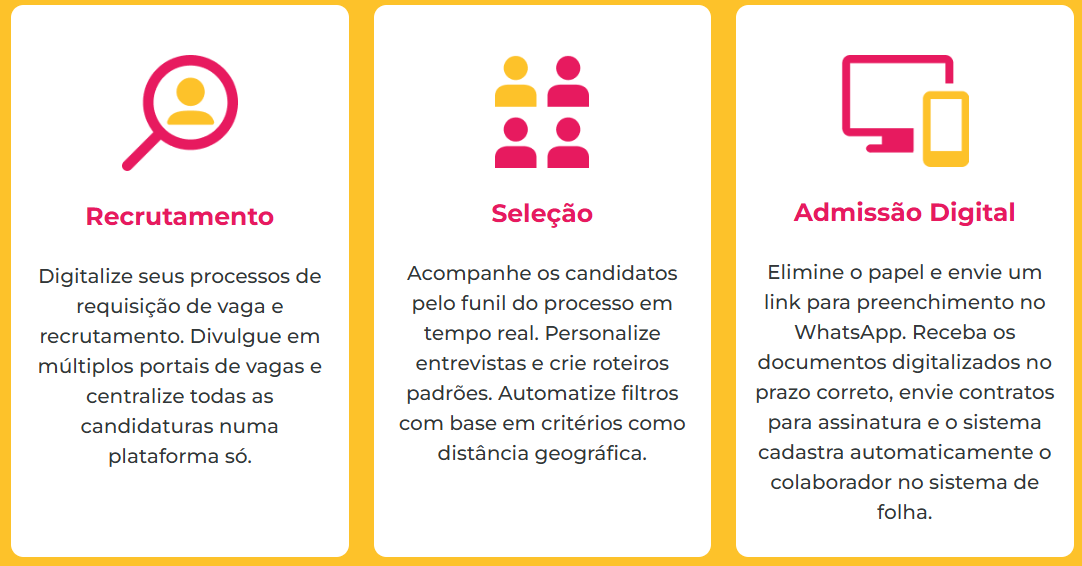 Recrutamento
Digitalize seus processos de
requisição de vaga e
recrutamento. Divulgue em
múltiplos portais de vagas e
centralize todas as
candidaturas numa
plataforma só.
Seleção
Acompanhe os candidatos
pelo funil do processo em
tempo real. Personalize
entrevistas e crie roteiros
padrões. Automatize filtros
com base em critérios como
distância geográfica.
Admissão Digital
Elimine o papel e envie um
link para preenchimento no
WhatsApp. Receba os
documentos digitalizados no
prazo correto, envie contratos
para assinatura e o sistema
cadastra automaticamente o
colaborador no sistema de
folha.